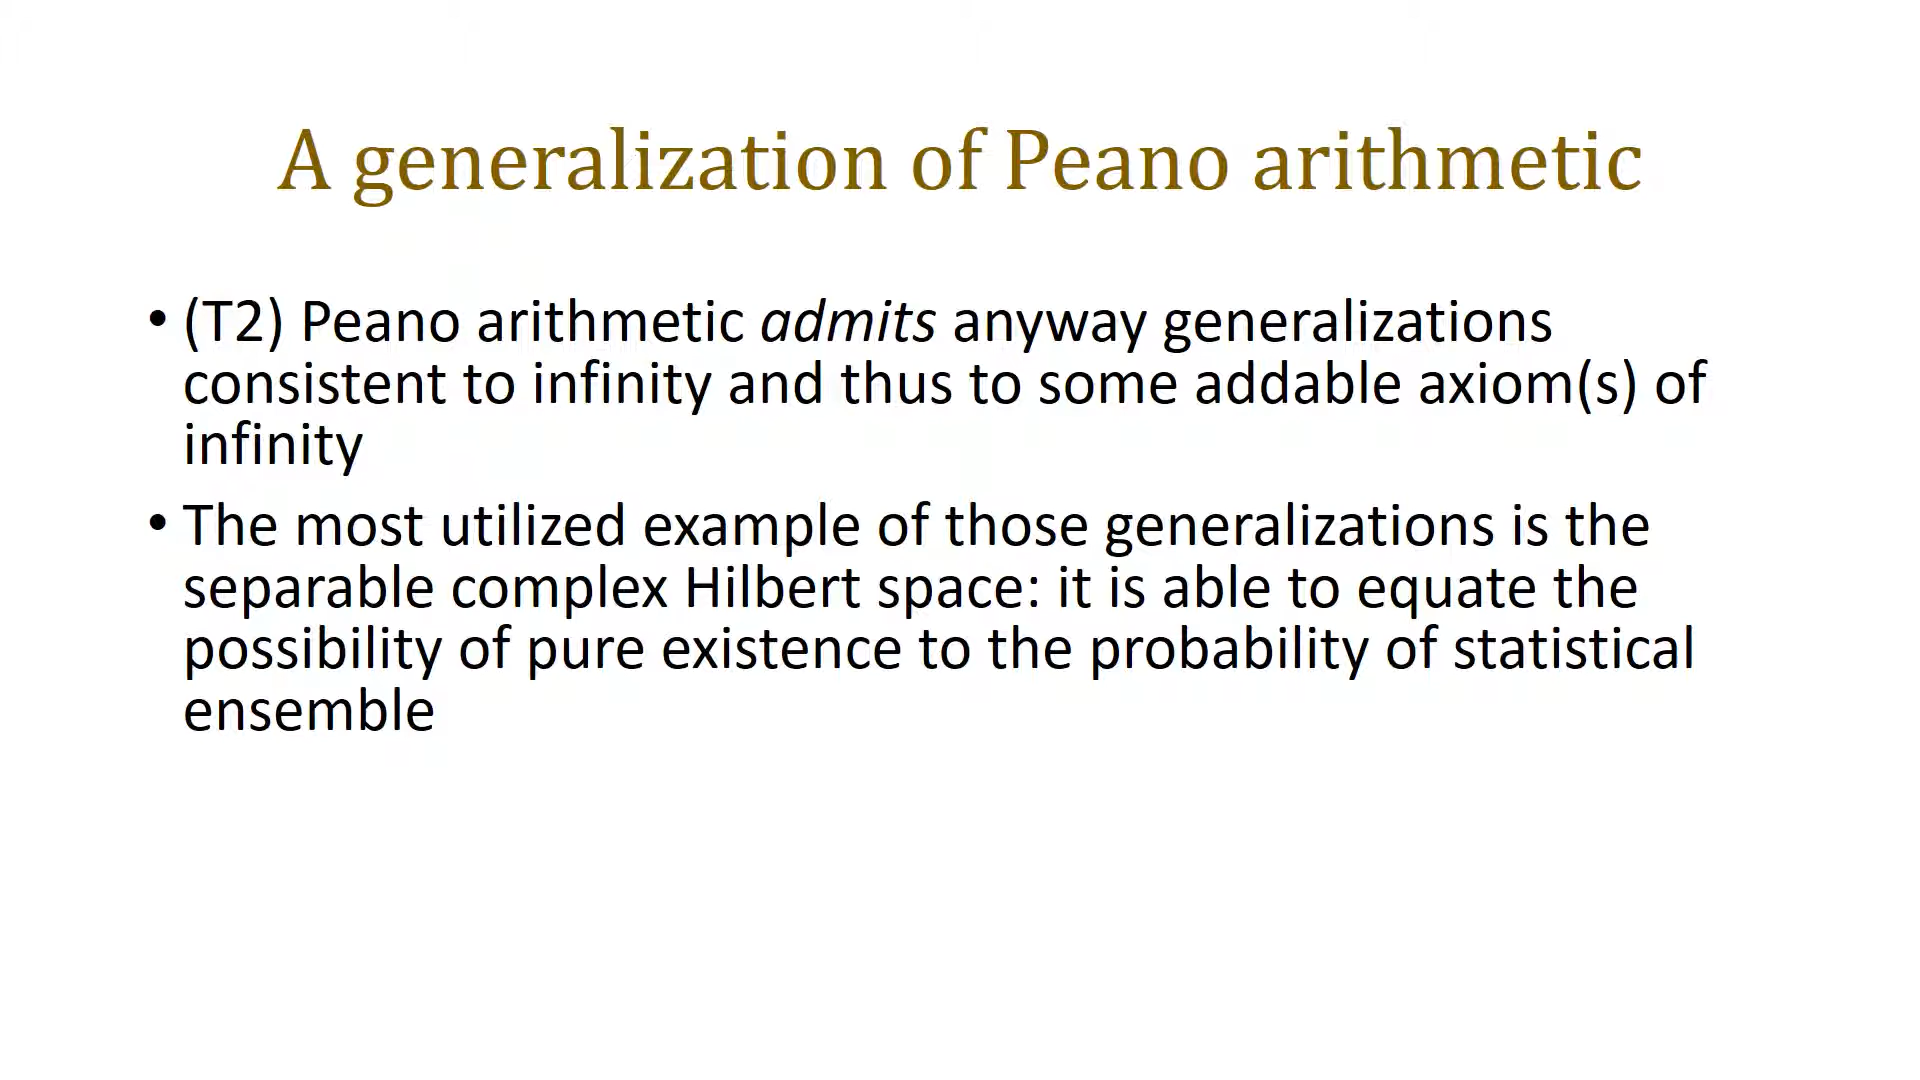 A generalization of Peano arithmetic
• (T2) Peano arithmetic admits anyway generalizations
consistent to infinity and thus to some addable axiom(s) of
infinity
• The most utilized example of those generalizations is the
separable complex Hilbert space: it is able to equate the
possibility of pure existence to the probability of statistical
ensemble